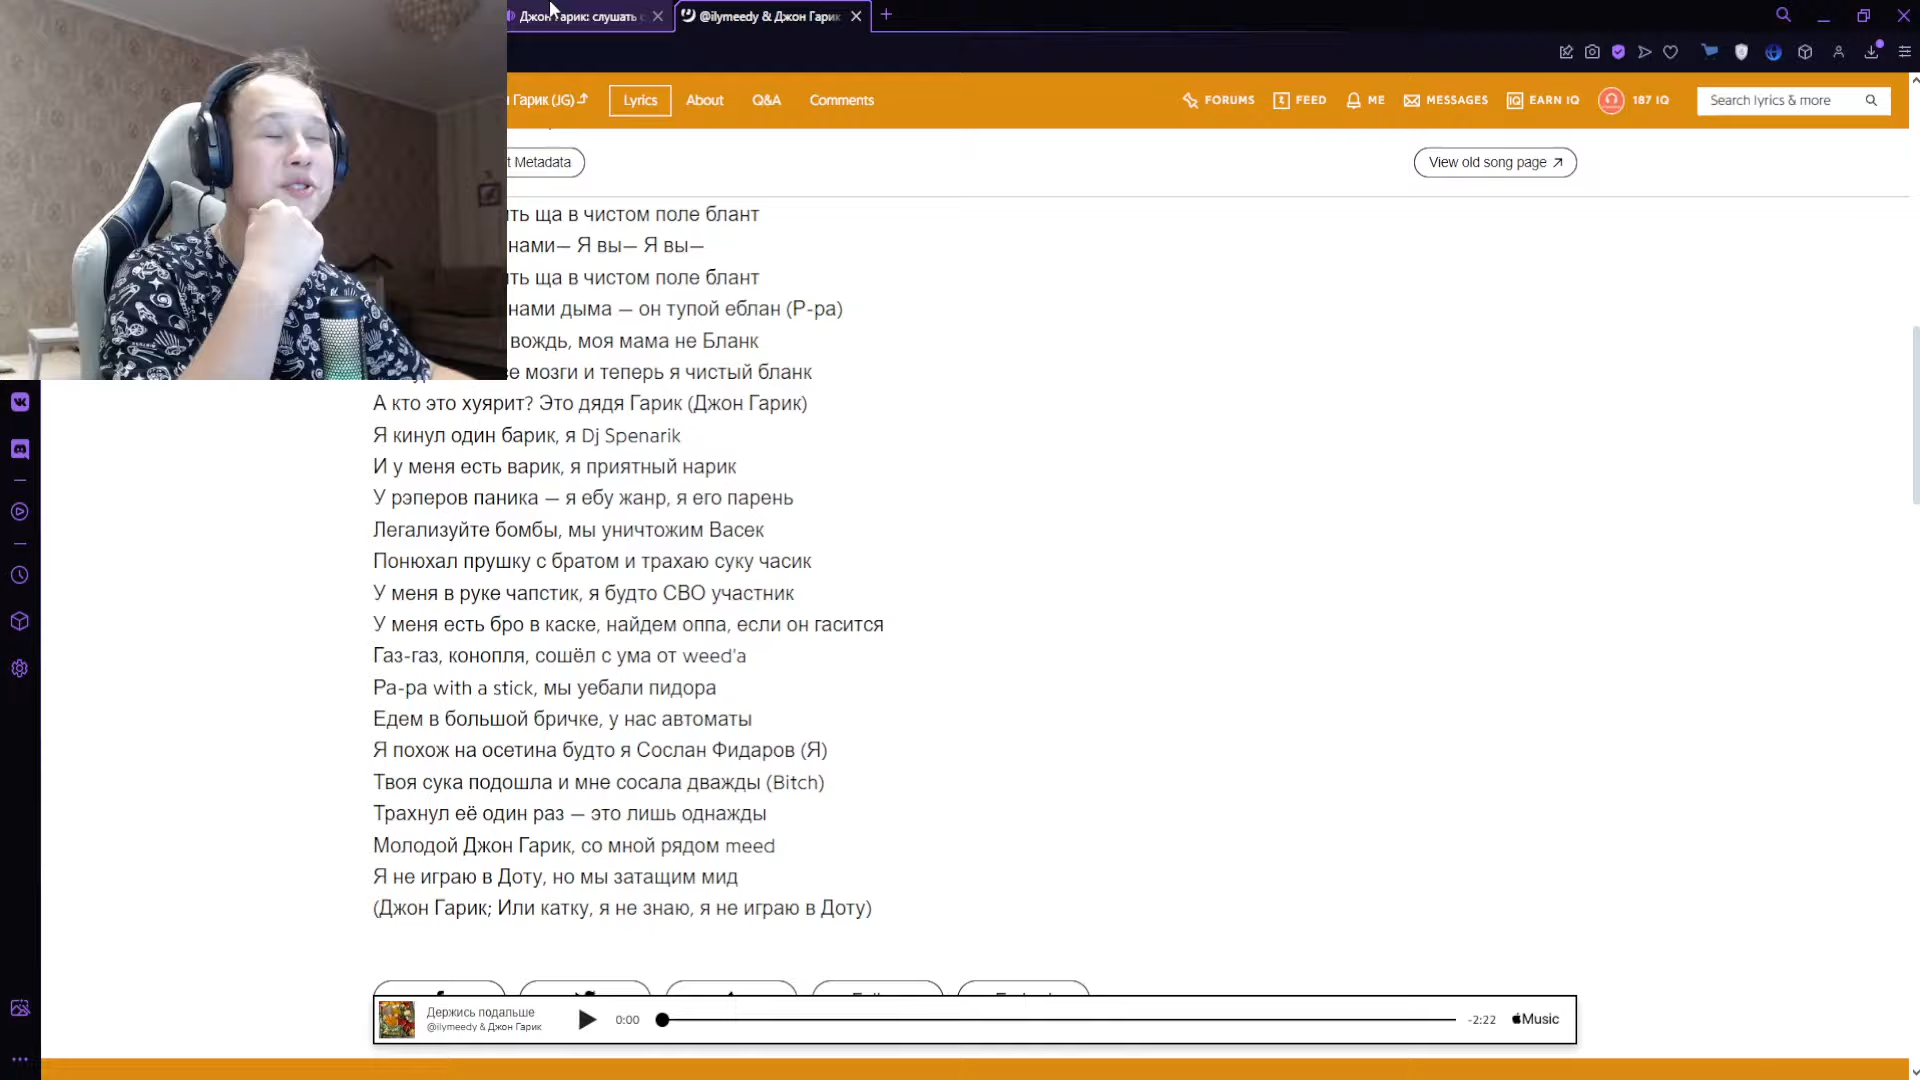 Джон Гарик: слушать
@ilymeedy & Джон Гарик
Гарик (JG)
Lyrics
About
Q&A
Comments
FORUMS
FEED
ME
MESSAGES
EARN IQ
187 IQ
Search lyrics & more
Metadata
View old song page
ща в чистом поле блант
нами— Я вы— Я вы—
ща в чистом поле блант
нами дыма — он тупой еблан (Р-ра)
вождь, моя мама не Бланк
мозги и теперь я чистый бланк
А кто это хуярит? Это дядя Гарик (Джон Гарик)
Я кинул один барик, я Dj Spenarik
И у меня есть варик, я приятный нарик
У рэперов паника — я ебу жанр, я его парень
Легализуйте бомбы, мы уничтожим Васек
Понюхал прушку с братом и трахаю суку часик
У меня в руке чапстик, я будто СВО участник
У меня есть бро в каске, найдем оппа, если он гасится
Газ-газ, конопля, сошёл с ума от weed'a
Ра-ра with a stick, мы уебали пидора
Едем в большой бричке, у нас автоматы
Я похож на осетина будто я Сослан Фидаров (Я)
Твоя сука подошла и мне сосала дважды (Bitch)
Трахнул её один раз — это лишь однажды
Молодой Джон Гарик, со мной рядом meed
Я не играю в Доту, но мы затащим мид
(Джон Гарик; Или катку, я не знаю, я не играю в Доту)
Держись подальше
@ilymeedy & Джон Гарик
0:00
-2:22
Music